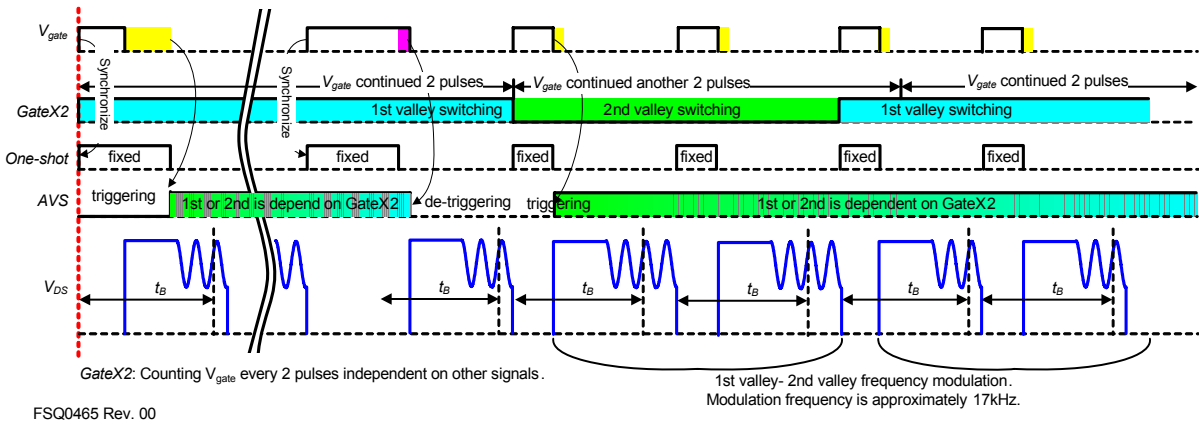 Vgate
Synchronize
Synchronize
Vgate continued 2 pulses
Vgate continued another 2 pulses
Vgate continued 2 pulses
GateX2
1st valley switching
2nd valley switching
1st valley switching
One-shot
fixed
fixed
fixed
fixed
fixed
fixed
AVS
triggering
1st or 2nd is depend on GateX2
de-triggering
triggering
1st or 2nd is dependent on GateX2
VDS
tB
tB
tB
tB
tB
tB
GateX2: Counting Vgate every 2 pulses independent on other signals.
1st valley- 2nd valley frequency modulation.
Modulation frequency is approximately 17kHz.
FSQ0465 Rev. 00